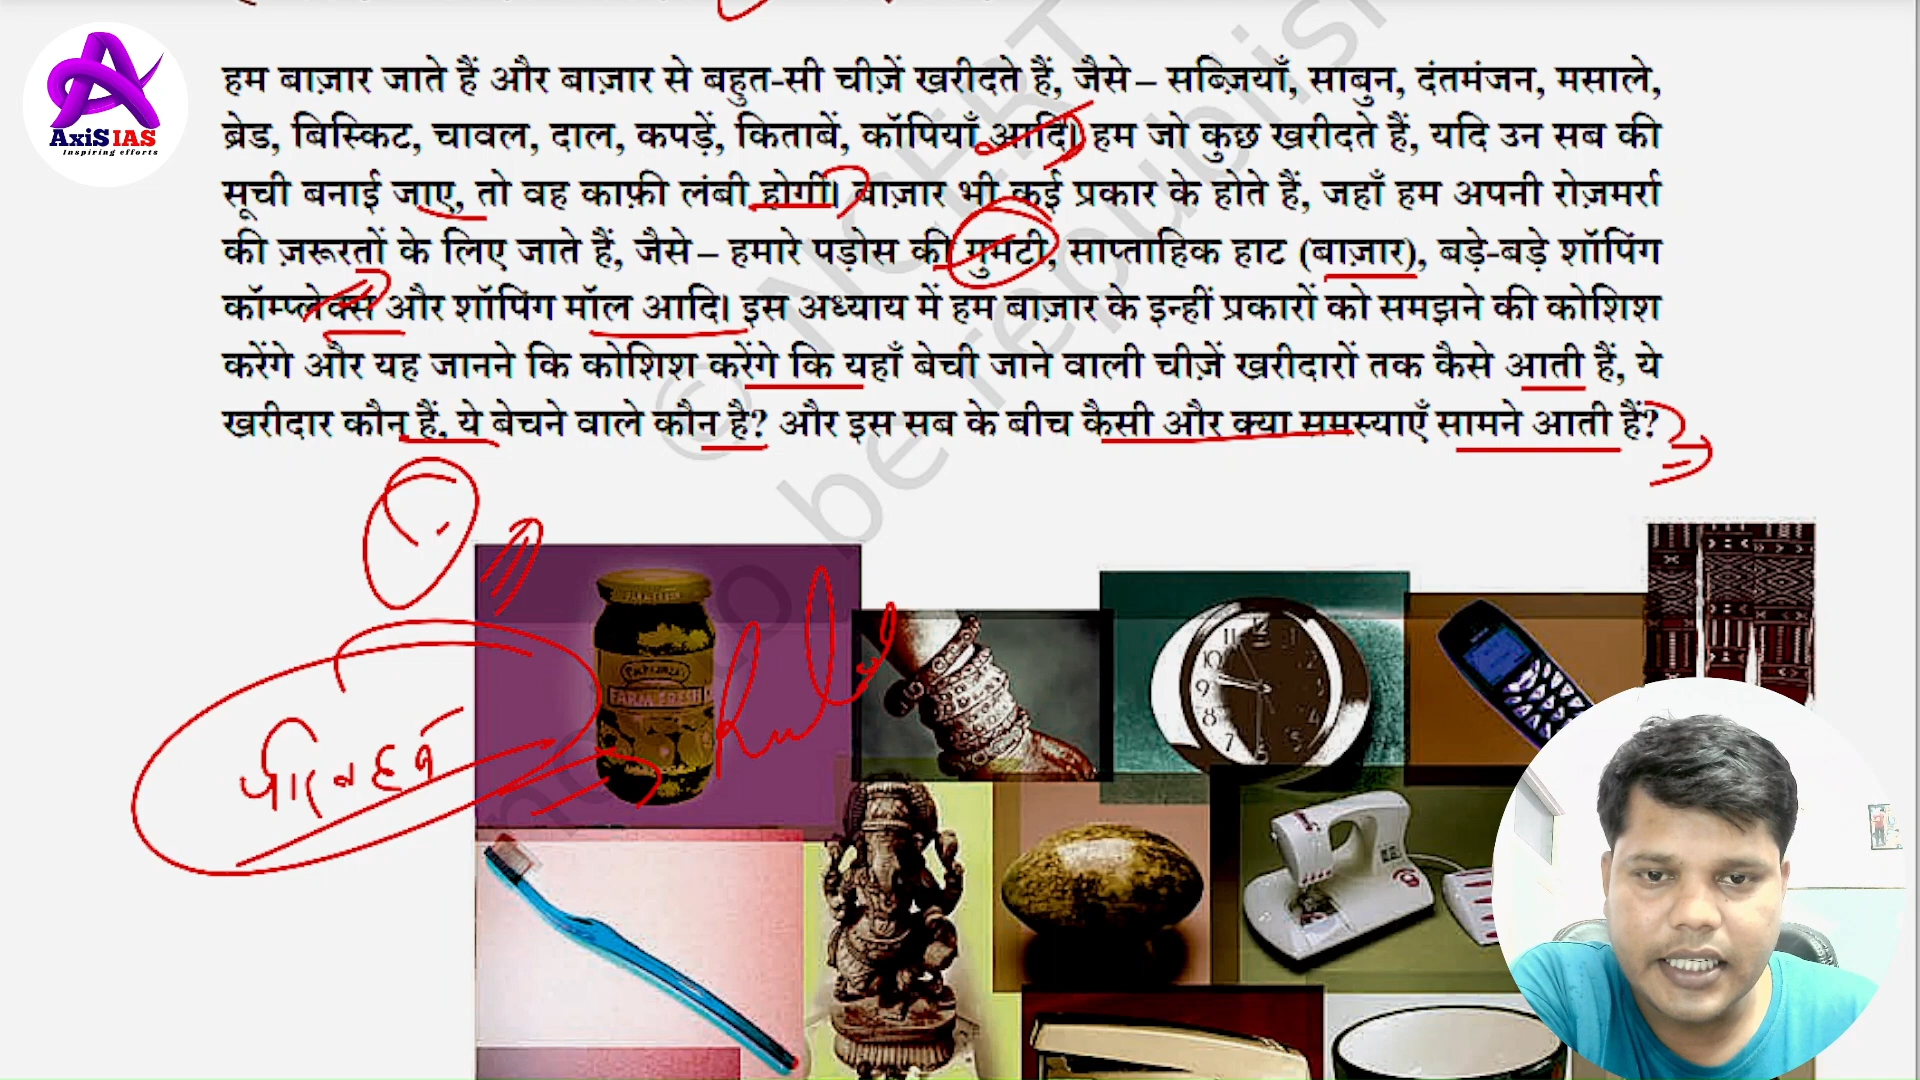 AxiS IAS
Inspiring efforts
हम बाज़ार जाते हैं और बाज़ार से बहुत-सी चीज़ें खरीदते हैं, जैसे – सब्ज़ियाँ, साबुन, दंतमंजन, मसाले,
ब्रेड, बिस्किट, चावल, दाल, कपड़ें, किताबें, कॉपियाँ आदि। हम जो कुछ खरीदते हैं, यदि उन सब की
सूची बनाई जाए, तो वह काफ़ी लंबी होगी। बाज़ार भी कई प्रकार के होते हैं, जहाँ हम अपनी रोज़मर्रा
की ज़रूरतों के लिए जाते हैं, जैसे – हमारे पड़ोस की गुमटी, साप्ताहिक हाट (बाज़ार), बड़े-बड़े शॉपिंग
कॉम्प्लेक्स और शॉपिंग मॉल आदि। इस अध्याय में हम बाज़ार के इन्हीं प्रकारों को समझने की कोशिश
करेंगे और यह जानने कि कोशिश करेंगे कि यहाँ बेची जाने वाली चीज़ें खरीदारों तक कैसे आती हैं, ये
खरीदार कौन हैं, ये बेचने वाले कौन है? और इस सब के बीच कैसी और क्या समस्याएँ सामने आती हैं?
© NCERT
be republis
FARM FRESH